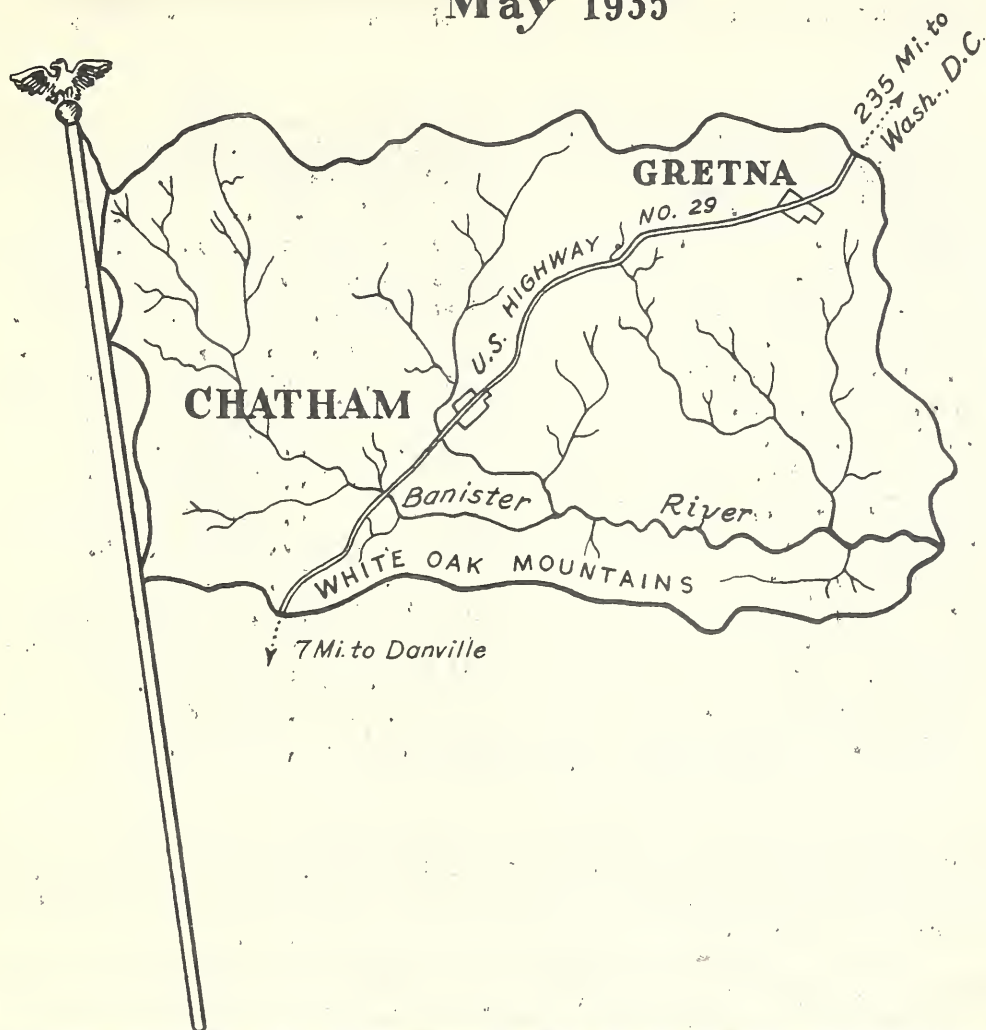 May 1935
235 Mi. to
Wash., D.C.
GRETNA
U.S. HIGHWAY NO. 29
CHATHAM
Banister River
WHITE OAK MOUNTAINS
7 Mi. to Danville